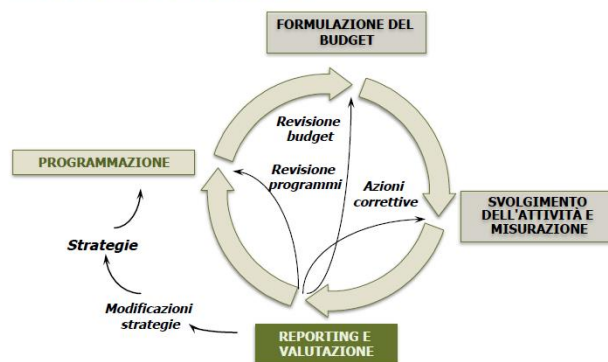 FORMULAZIONE DEL
BUDGET
Revisione
budget
PROGRAMMAZIONE
Revisione
programmi
Azioni
correttive
SVOLGIMENTO
DELL'ATTIVITÀ E
MISURAZIONE
Strategie
Modificazioni
strategie
REPORTING E
VALUTAZIONE